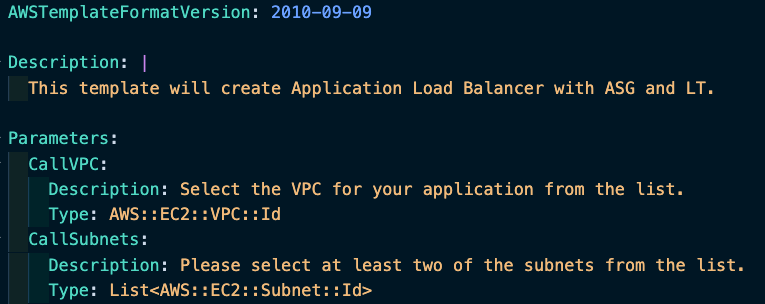 AWSTemplateFormatVersion: 2010-09-09
Description: |
This template will create Application Load Balancer with ASG and LT.
Parameters:
CallVPC:
Description: Select the VPC for your application from the list.
Type: AWS::EC2::VPC::Id
CallSubnets:
Description: Please select at least two of the subnets from the list.
Type: List<AWS::EC2::Subnet::Id>